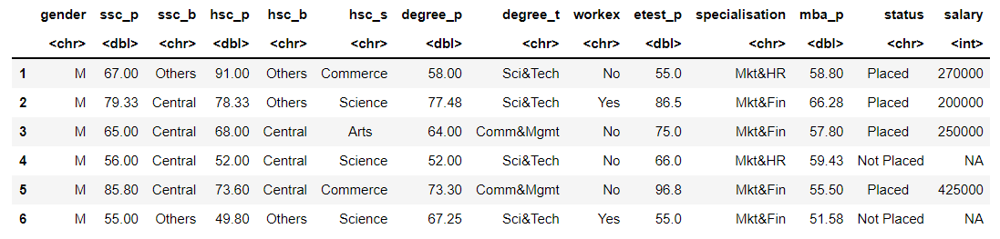 gender ssc_p ssc_b hsc_p hsc_b hsc_s degree_p degree_t workex etest_p specialisation mba_p status salary
<chr> <dbl> <chr> <dbl> <chr> <chr> <dbl> <chr> <chr> <dbl> <chr> <dbl> <chr> <int>
1 M 67.00 Others 91.00 Others Commerce 58.00 Sci&Tech No 55.0 Mkt&HR 58.80 Placed 270000
2 M 79.33 Central 78.33 Others Science 77.48 Sci&Tech Yes 86.5 Mkt&Fin 66.28 Placed 200000
3 M 65.00 Central 68.00 Central Arts 64.00 Comm&Mgmt No 75.0 Mkt&Fin 57.80 Placed 250000
4 M 56.00 Central 52.00 Central Science 52.00 Sci&Tech No 66.0 Mkt&HR 59.43 Not Placed NA
5 M 85.80 Central 73.60 Central Commerce 73.30 Comm&Mgmt No 96.8 Mkt&Fin 55.50 Placed 425000
6 M 55.00 Others 49.80 Others Science 67.25 Sci&Tech Yes 55.0 Mkt&Fin 51.58 Not Placed NA